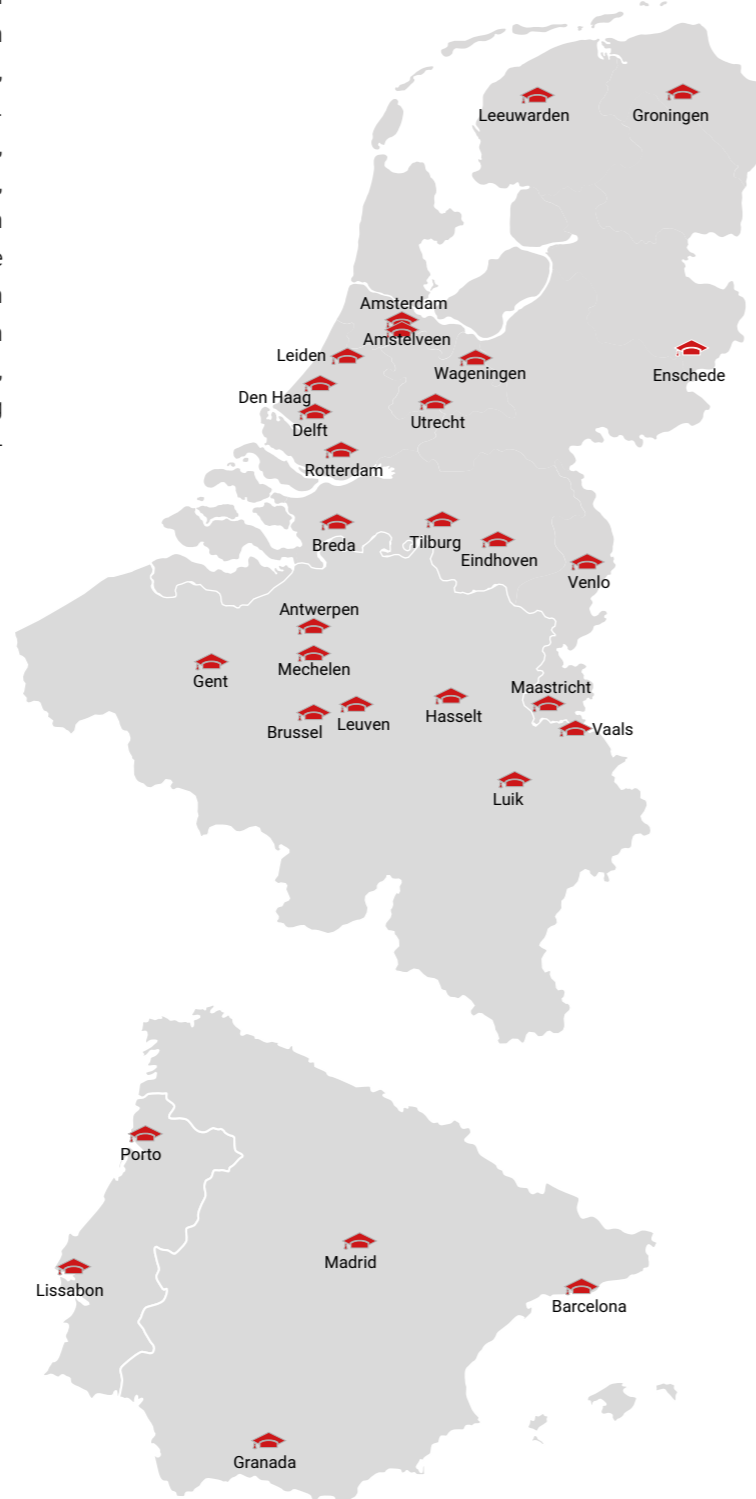 Leeuwarden
Groningen
Amsterdam
Amstelveen
Leiden
Wageningen
Enschede
Den Haag
Utrecht
Delft
Rotterdam
Breda
Tilburg
Eindhoven
Venlo
Antwerpen
Mechelen
Gent
Maastricht
Hasselt
Leuven
Brussel
Vaals
Luik
Porto
Madrid
Lissabon
Barcelona
Granada